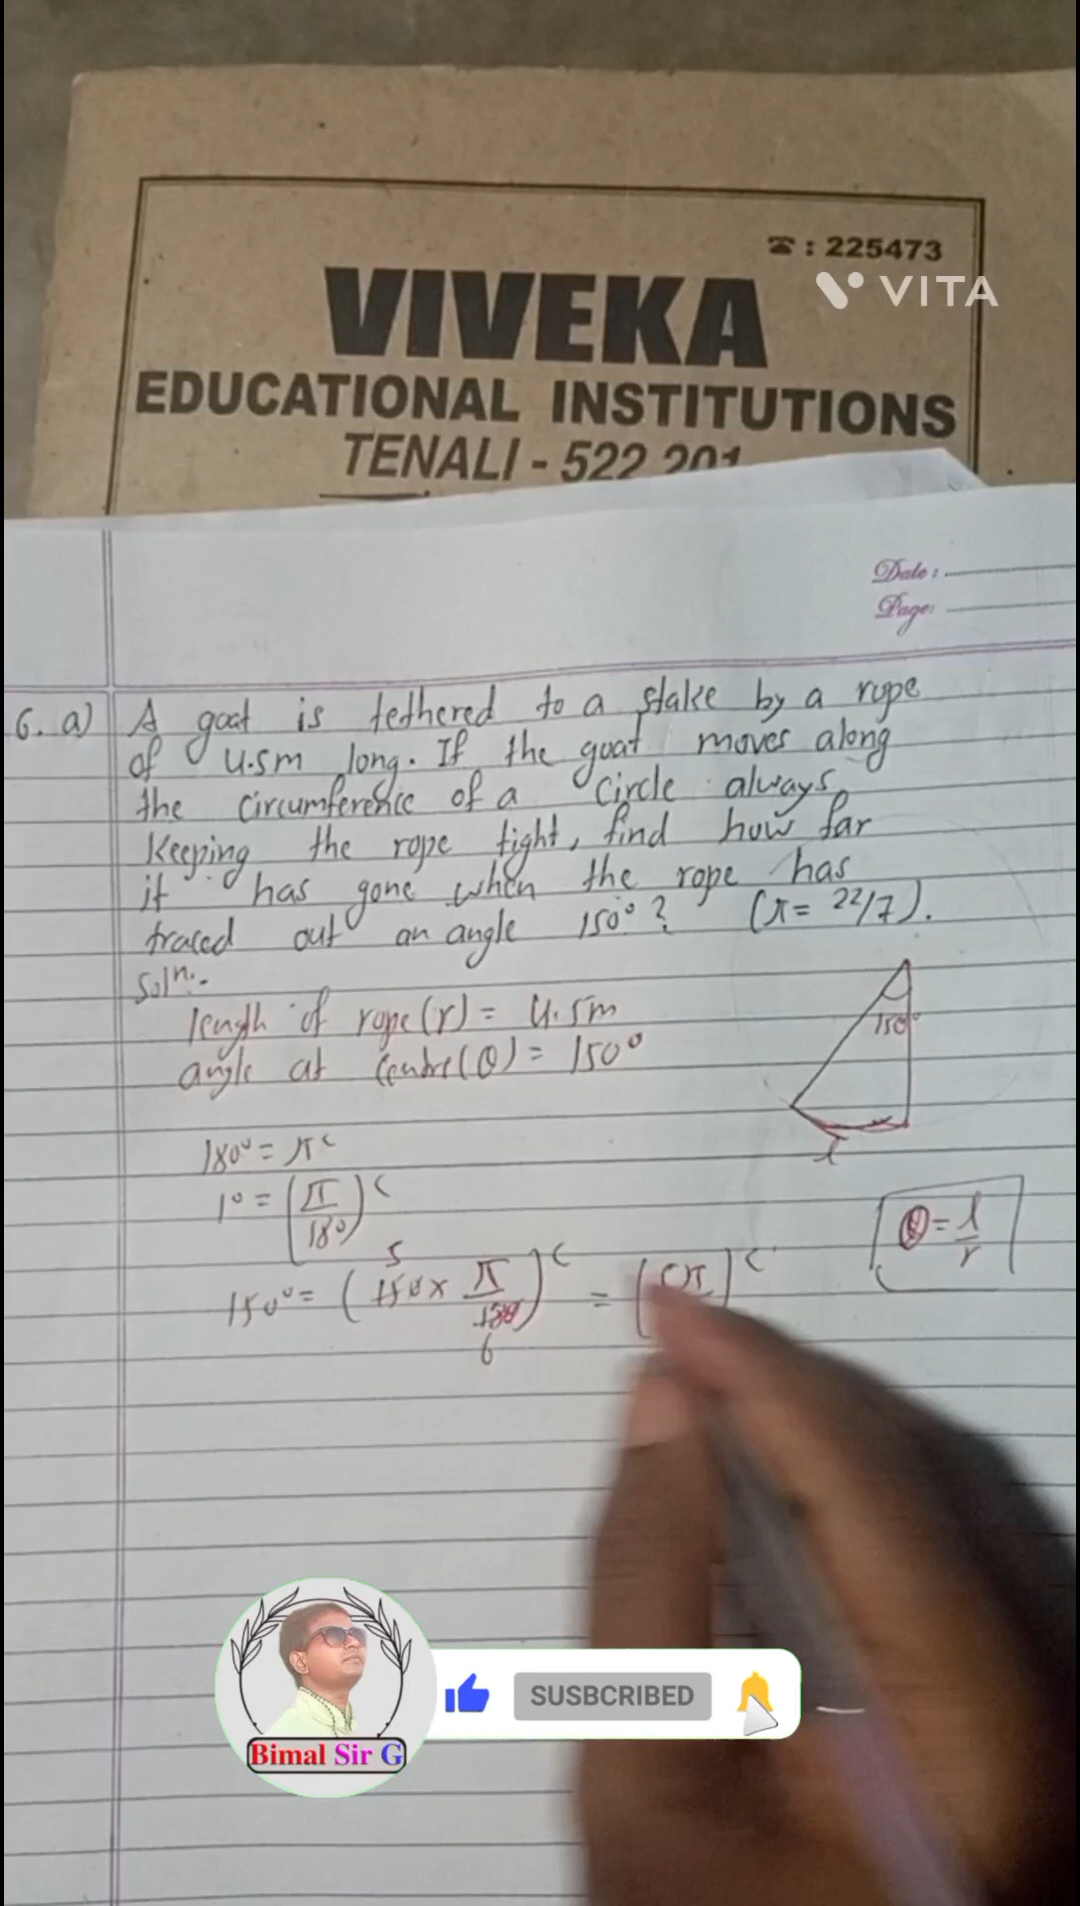 ☎ : 225473
VITA
VIVEKA
EDUCATIONAL INSTITUTIONS
TENALI - 522 201
Date :
Page:
6. a) A goat is tethered to a stake by a rope
of 4.5m long. If the goat moves along
the circumference of a circle always
keeping the rope tight, find how far
it has gone when the rope has
traced out an angle 150°? (π = 22/7).
Solⁿ:-
length of rope(r) = 4.5m
angle at centre(θ) = 150°
150°
l
180° = π^c
1° = (π/180)^c
θ = l/r
5
150° = (150 × π/180)^c = (5π
6
SUSBCRIBED
Bimal Sir G